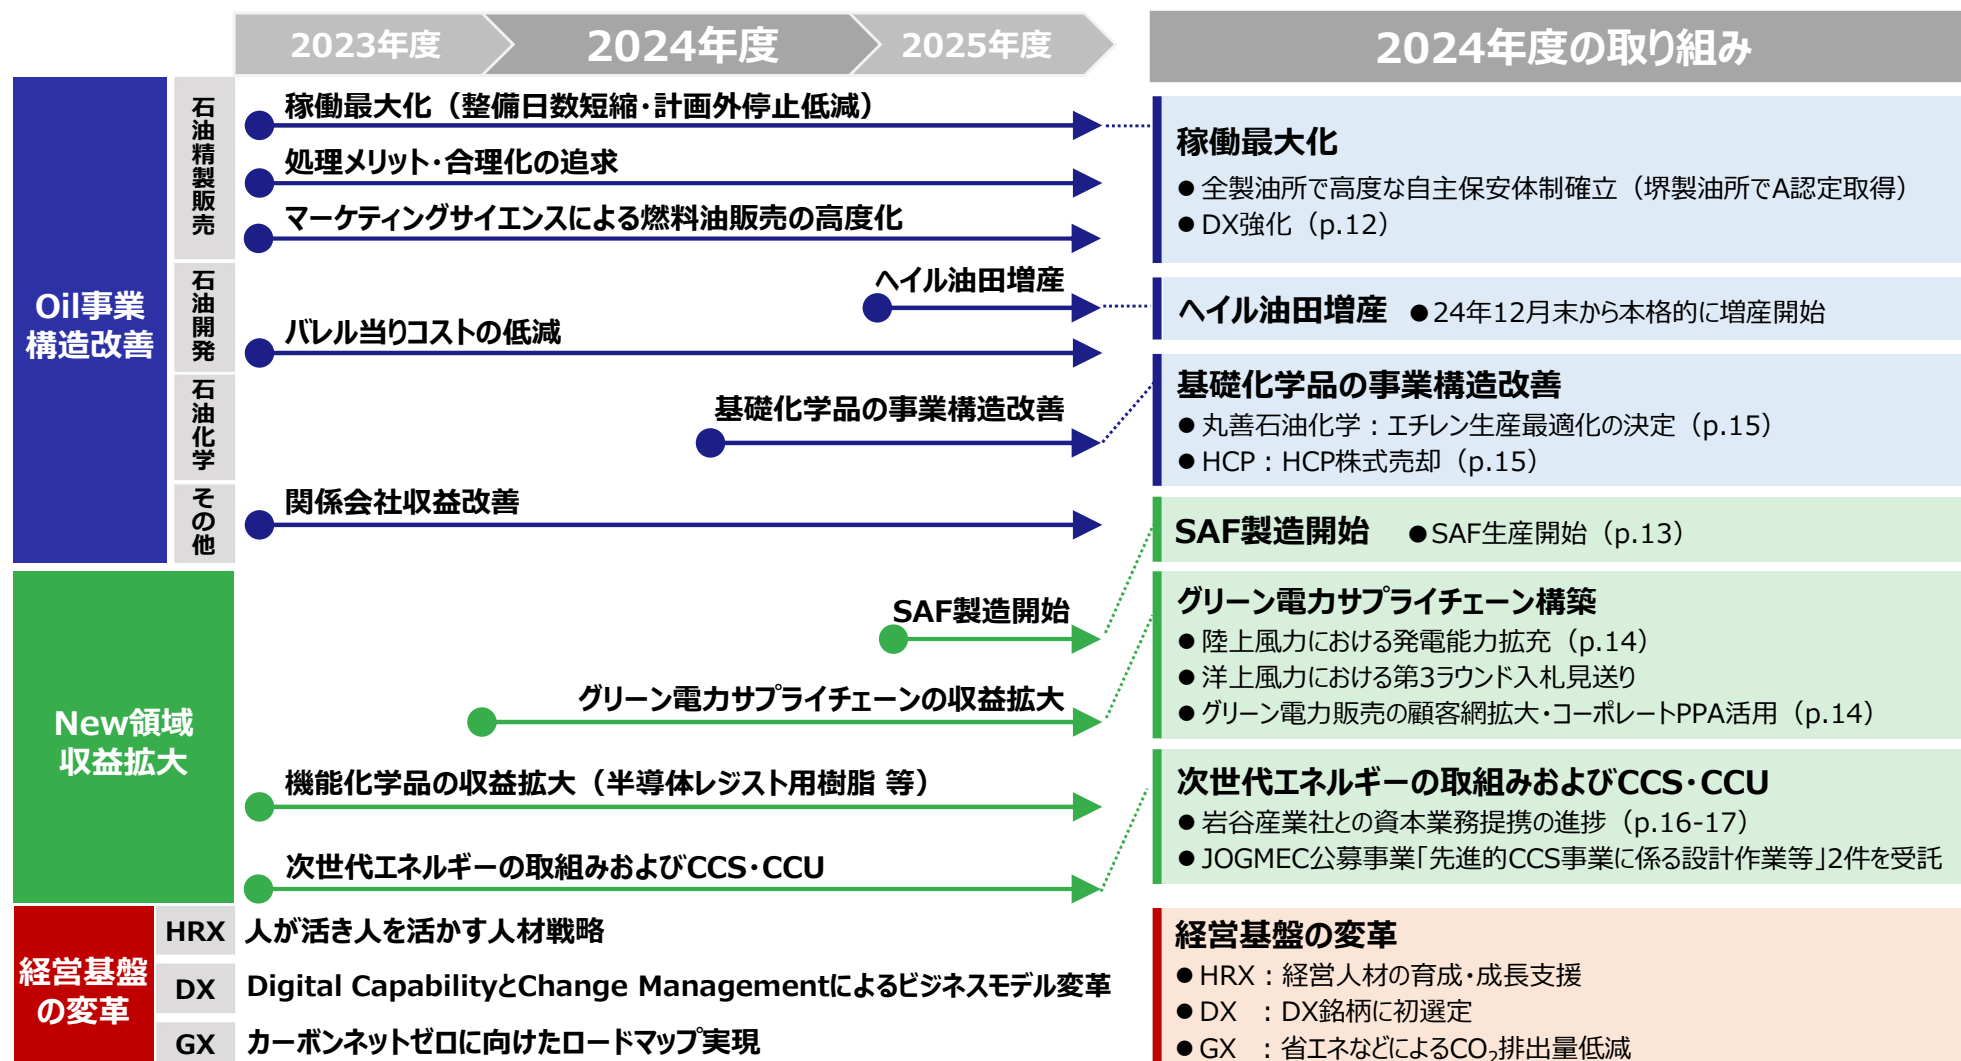 2023年度
2024年度
2025年度
2024年度の取り組み
Oil事業
構造改善
石油精製販売
稼働最大化（整備日数短縮・計画外停止低減）
処理メリット・合理化の追求
マーケティングサイエンスによる燃料油販売の高度化
石油開発
ヘイル油田増産
バレル当りコストの低減
石油化学
基礎化学品の事業構造改善
その他
関係会社収益改善
稼働最大化
●全製油所で高度な自主保安体制確立（堺製油所でA認定取得）
●DX強化（p.12）
ヘイル油田増産 ●24年12月末から本格的に増産開始
基礎化学品の事業構造改善
●丸善石油化学：エチレン生産最適化の決定（p.15）
●HCP：HCP株式売却（p.15）
New領域
収益拡大
SAF製造開始
グリーン電力サプライチェーンの収益拡大
機能化学品の収益拡大（半導体レジスト用樹脂 等）
次世代エネルギーの取組みおよびCCS・CCU
SAF製造開始 ●SAF生産開始（p.13）
グリーン電力サプライチェーン構築
●陸上風力における発電能力拡充（p.14）
●洋上風力における第3ラウンド入札見送り
●グリーン電力販売の顧客網拡大・コーポレートPPA活用（p.14）
次世代エネルギーの取組みおよびCCS・CCU
●岩谷産業社との資本業務提携の進捗（p.16-17）
●JOGMEC公募事業「先進的CCS事業に係る設計作業等」2件を受託
経営基盤
の変革
HRX 人が活き人を活かす人材戦略
DX Digital CapabilityとChange Managementによるビジネスモデル変革
GX カーボンネットゼロに向けたロードマップ実現
経営基盤の変革
●HRX：経営人材の育成・成長支援
●DX ：DX銘柄に初選定
●GX ：省エネなどによるCO₂排出量低減